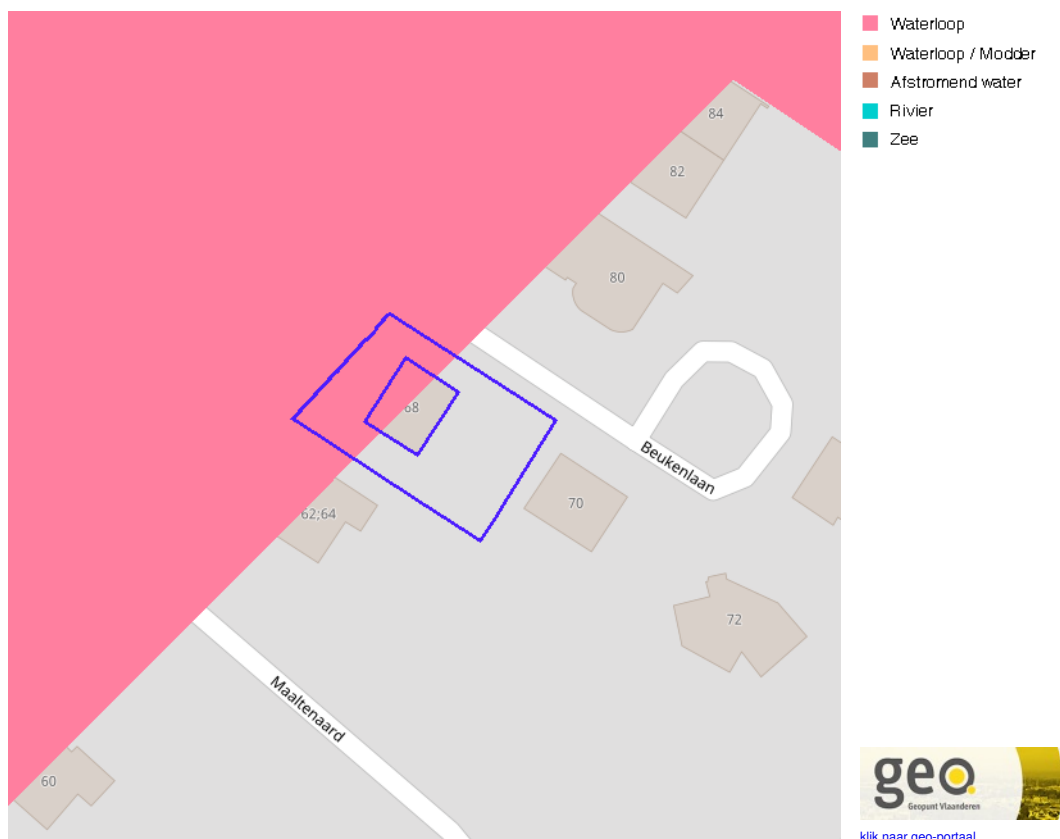 Waterloop
Waterloop / Modder
Afstromend water
Rivier
Zee
84
82
80
68
Beukenlaan
70
62;64
72
Maaltenaard
60
geo
Geopunt Vlaanderen
klik naar geo-portaal